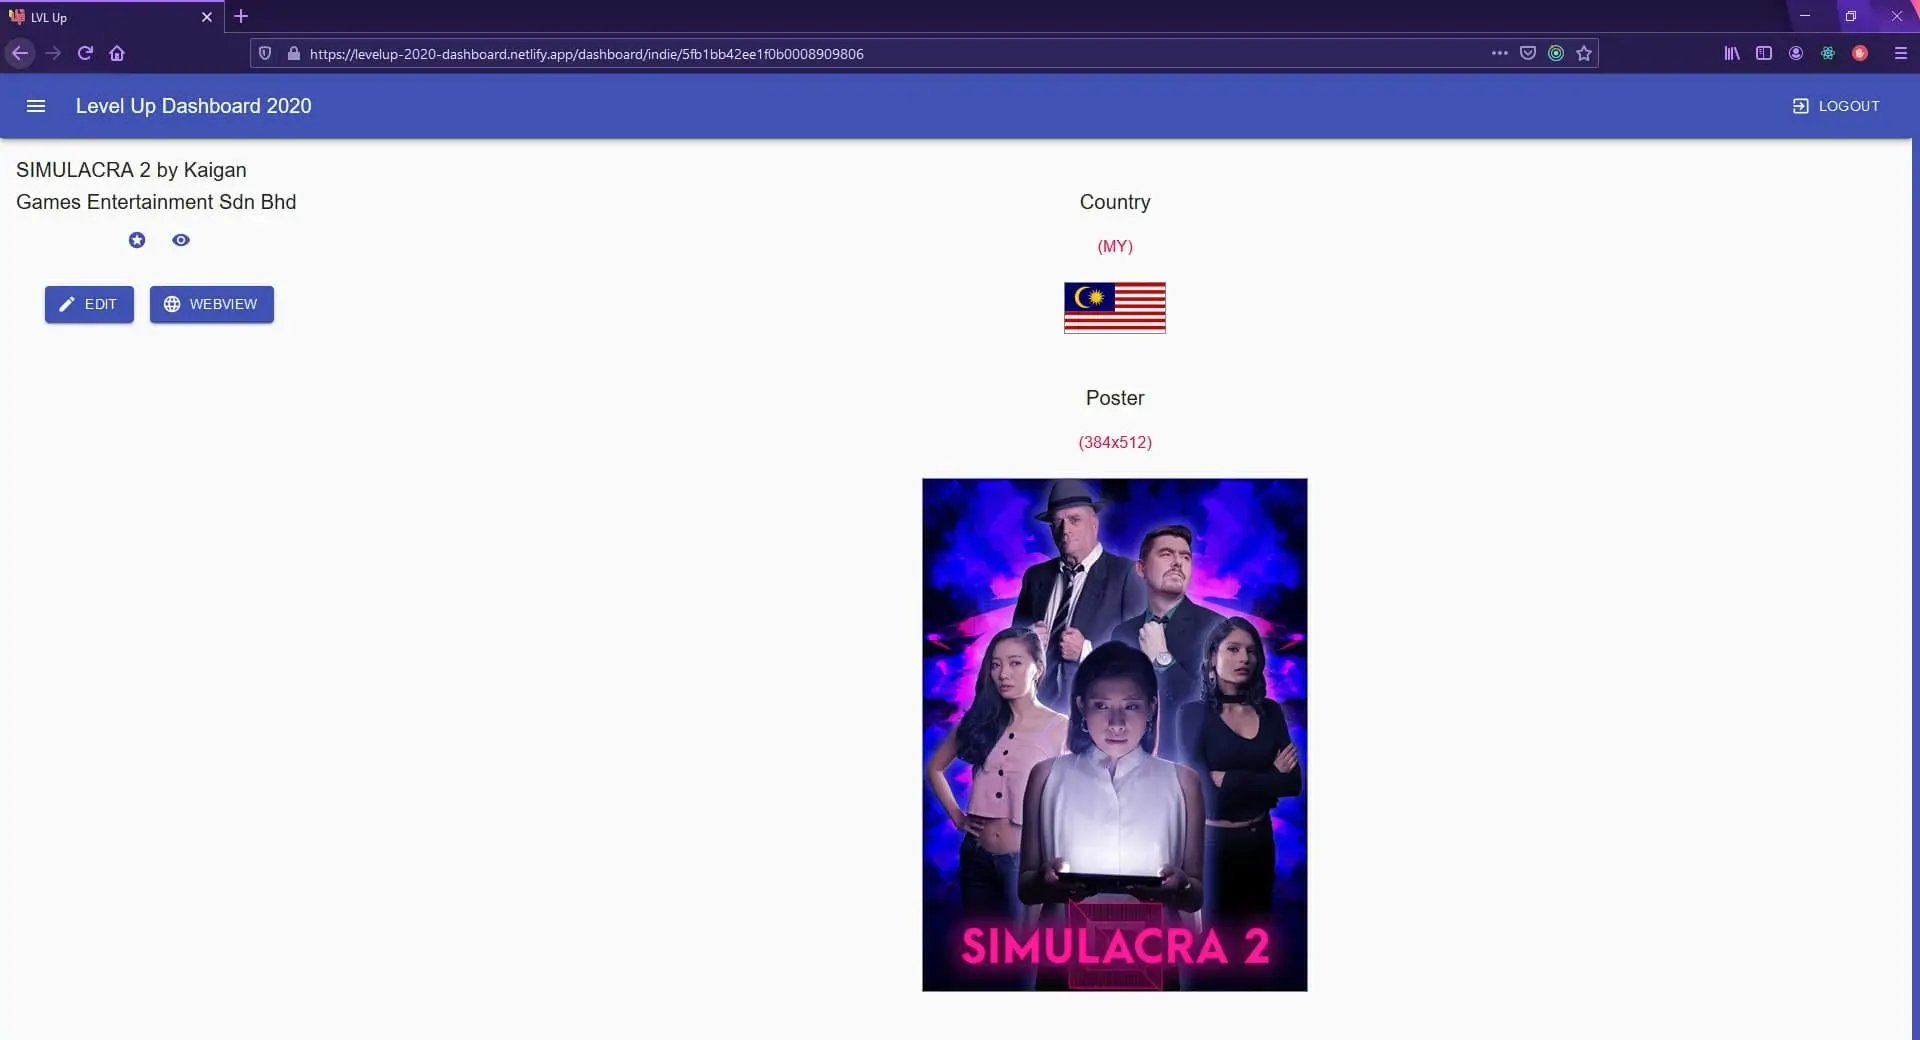 LVL Up
https://levelup-2020-dashboard.netlify.app/dashboard/indie/5fb1bb42ee1f0b0008909806
Level Up Dashboard 2020
LOGOUT
SIMULACRA 2 by Kaigan
Games Entertainment Sdn Bhd
EDIT
WEBVIEW
Country
(MY)
Poster
(384x512)
SIMULACRA 2